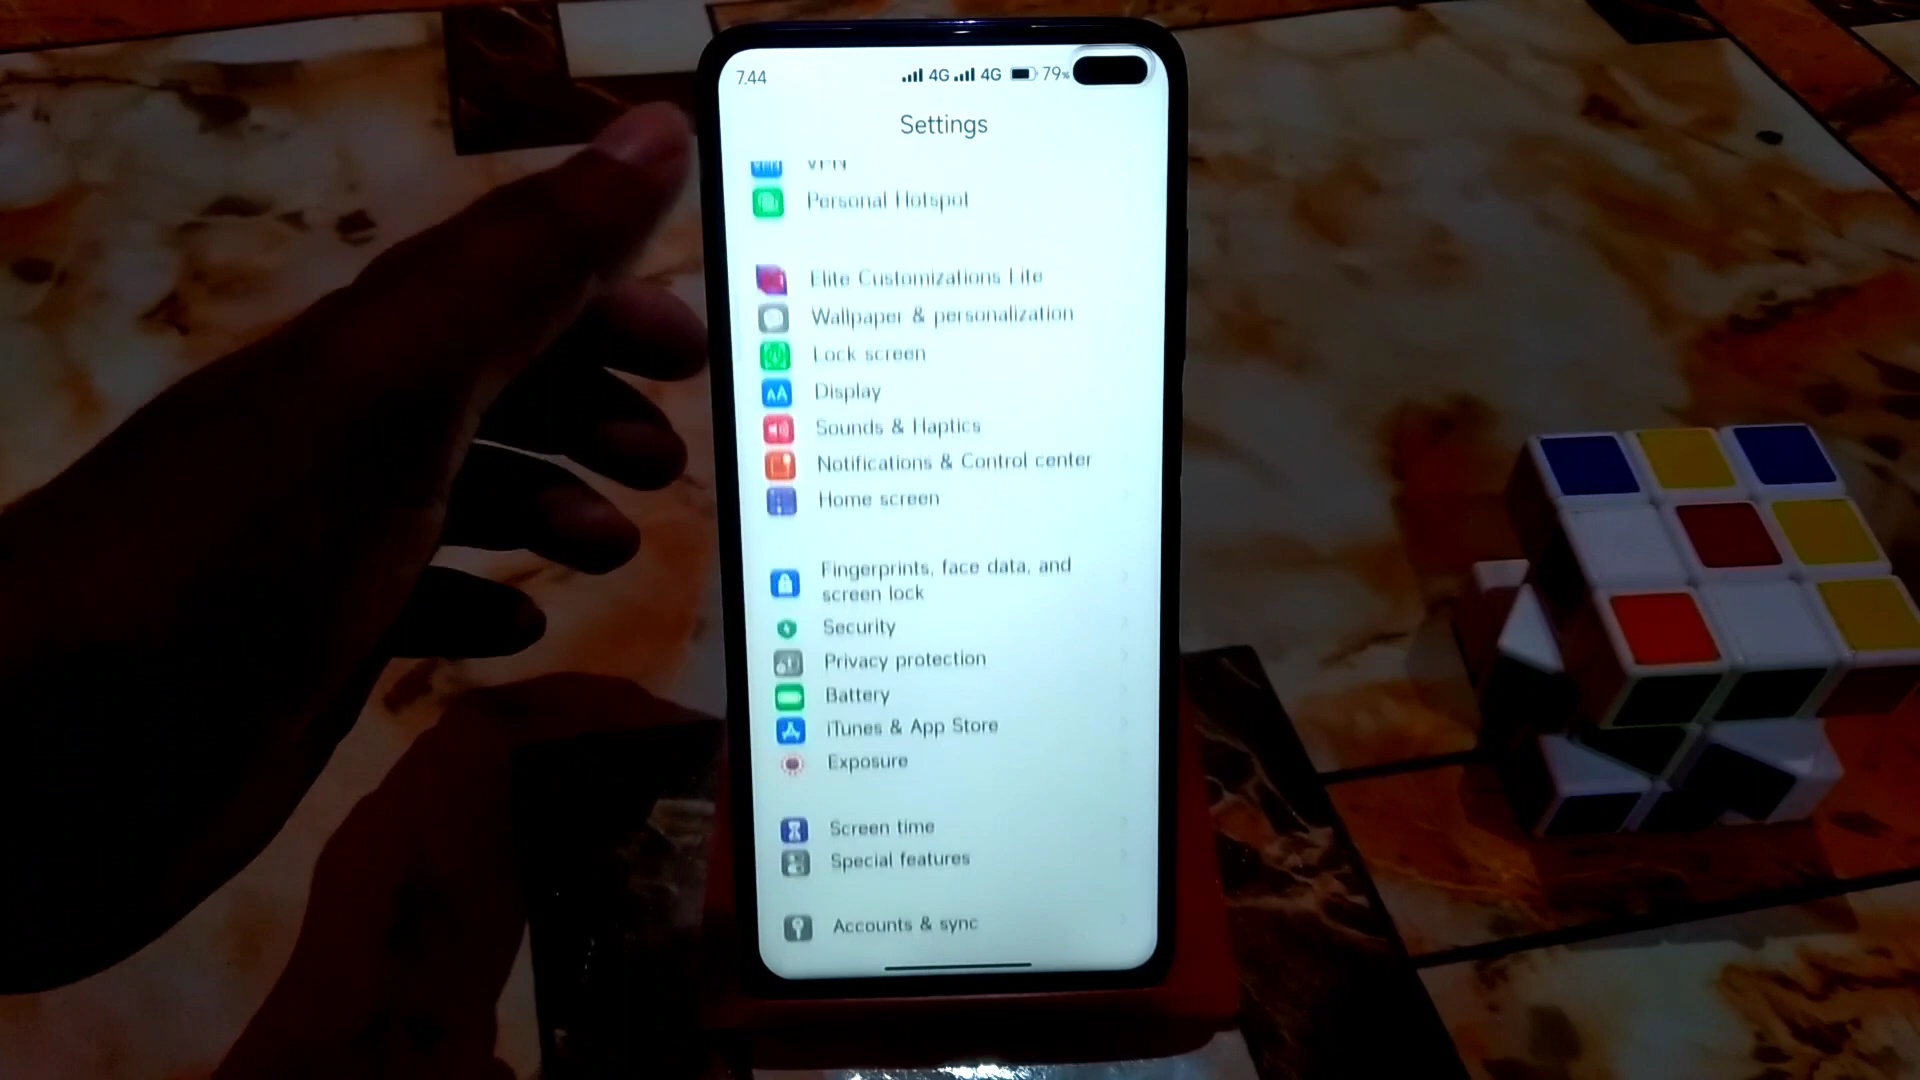 7.44
4G 4G 79%
Settings
VPN
Personal Hotspot
Elite Customizations Lite
Wallpaper & personalization
Lock screen
AA Display
Sounds & Haptics
Notifications & Control center
Home screen
Fingerprints, face data, and
screen lock
Security
Privacy protection
Battery
iTunes & App Store
Exposure
Screen time
Special features
Accounts & sync